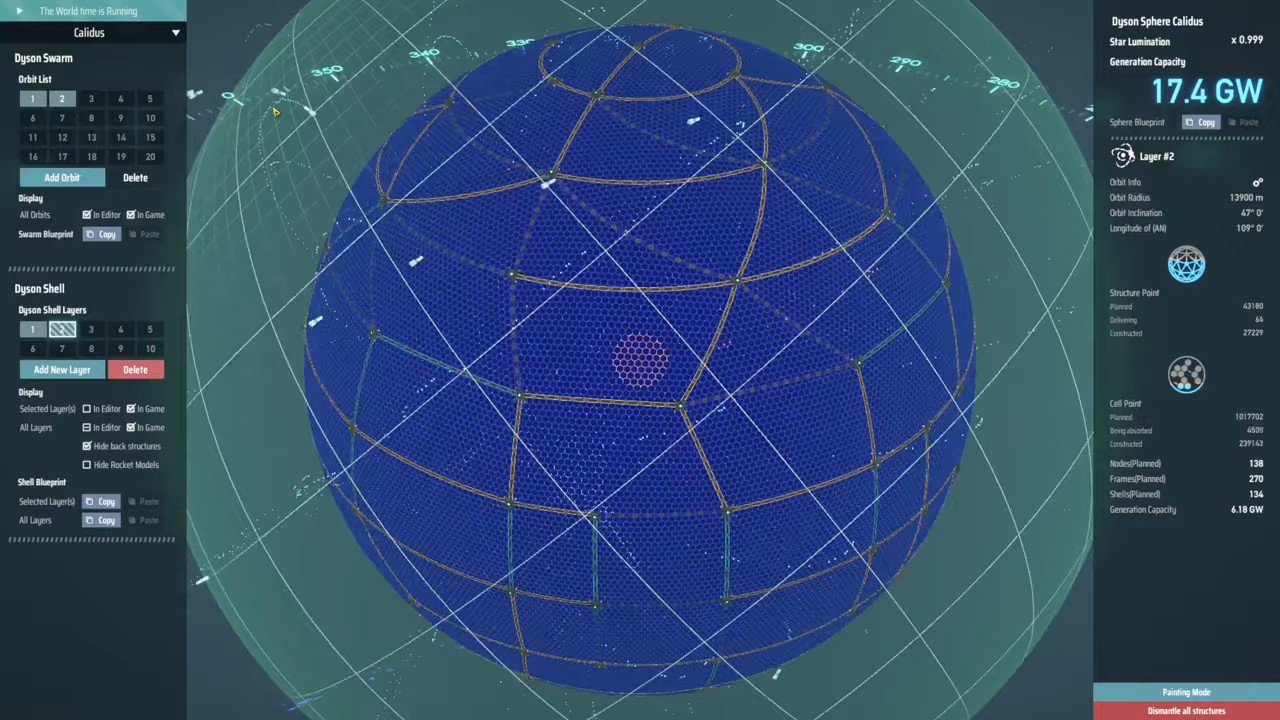 The World time is Running
Calidus
Dyson Swarm
Orbit List
1 2 3 4 5
6 7 8 9 10
11 12 13 14 15
16 17 18 19 20
Add Orbit Delete
Display
All Orbits In Editor In Game
Swarm Blueprint Copy Paste
Dyson Shell
Dyson Shell Layers
1 2 3 4 5
6 7 8 9 10
Add New Layer Delete
Display
Selected Layer(s) In Editor In Game
All Layers In Editor In Game
Hide back structures
Hide Rocket Models
Shell Blueprint
Selected Layer(s) Copy Paste
All Layers Copy Paste
0 350 340 330 300 290 280
Dyson Sphere Calidus
Star Lumination x 0.999
Generation Capacity
17.4 GW
Sphere Blueprint Copy Paste
Layer #2
Orbit Info
Orbit Radius 13900 m
Orbit Inclination 47° 0'
Longitude of (AN) 109° 0'
Structure Point
Planned 43180
Delivering 64
Constructed 27229
Cell Point
Planned 1017702
Being absorbed 4509
Constructed 239143
Nodes(Planned) 138
Frames(Planned) 270
Shells(Planned) 134
Generation Capacity 6.18 GW
Painting Mode
Dismantle all structures